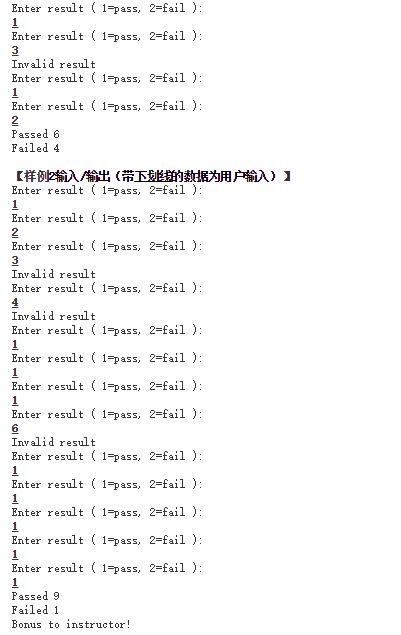 Enter result ( 1=pass, 2=fail ):
1
Enter result ( 1=pass, 2=fail ):
3
Invalid result
Enter result ( 1=pass, 2=fail ):
1
Enter result ( 1=pass, 2=fail ):
2
Passed 6
Failed 4
【样例2输入/输出（带下划线的数据为用户输入）】
Enter result ( 1=pass, 2=fail ):
1
Enter result ( 1=pass, 2=fail ):
2
Enter result ( 1=pass, 2=fail ):
3
Invalid result
Enter result ( 1=pass, 2=fail ):
4
Invalid result
Enter result ( 1=pass, 2=fail ):
1
Enter result ( 1=pass, 2=fail ):
1
Enter result ( 1=pass, 2=fail ):
1
Enter result ( 1=pass, 2=fail ):
6
Invalid result
Enter result ( 1=pass, 2=fail ):
1
Enter result ( 1=pass, 2=fail ):
1
Enter result ( 1=pass, 2=fail ):
1
Enter result ( 1=pass, 2=fail ):
1
Enter result ( 1=pass, 2=fail ):
1
Passed 9
Failed 1
Bonus to instructor!